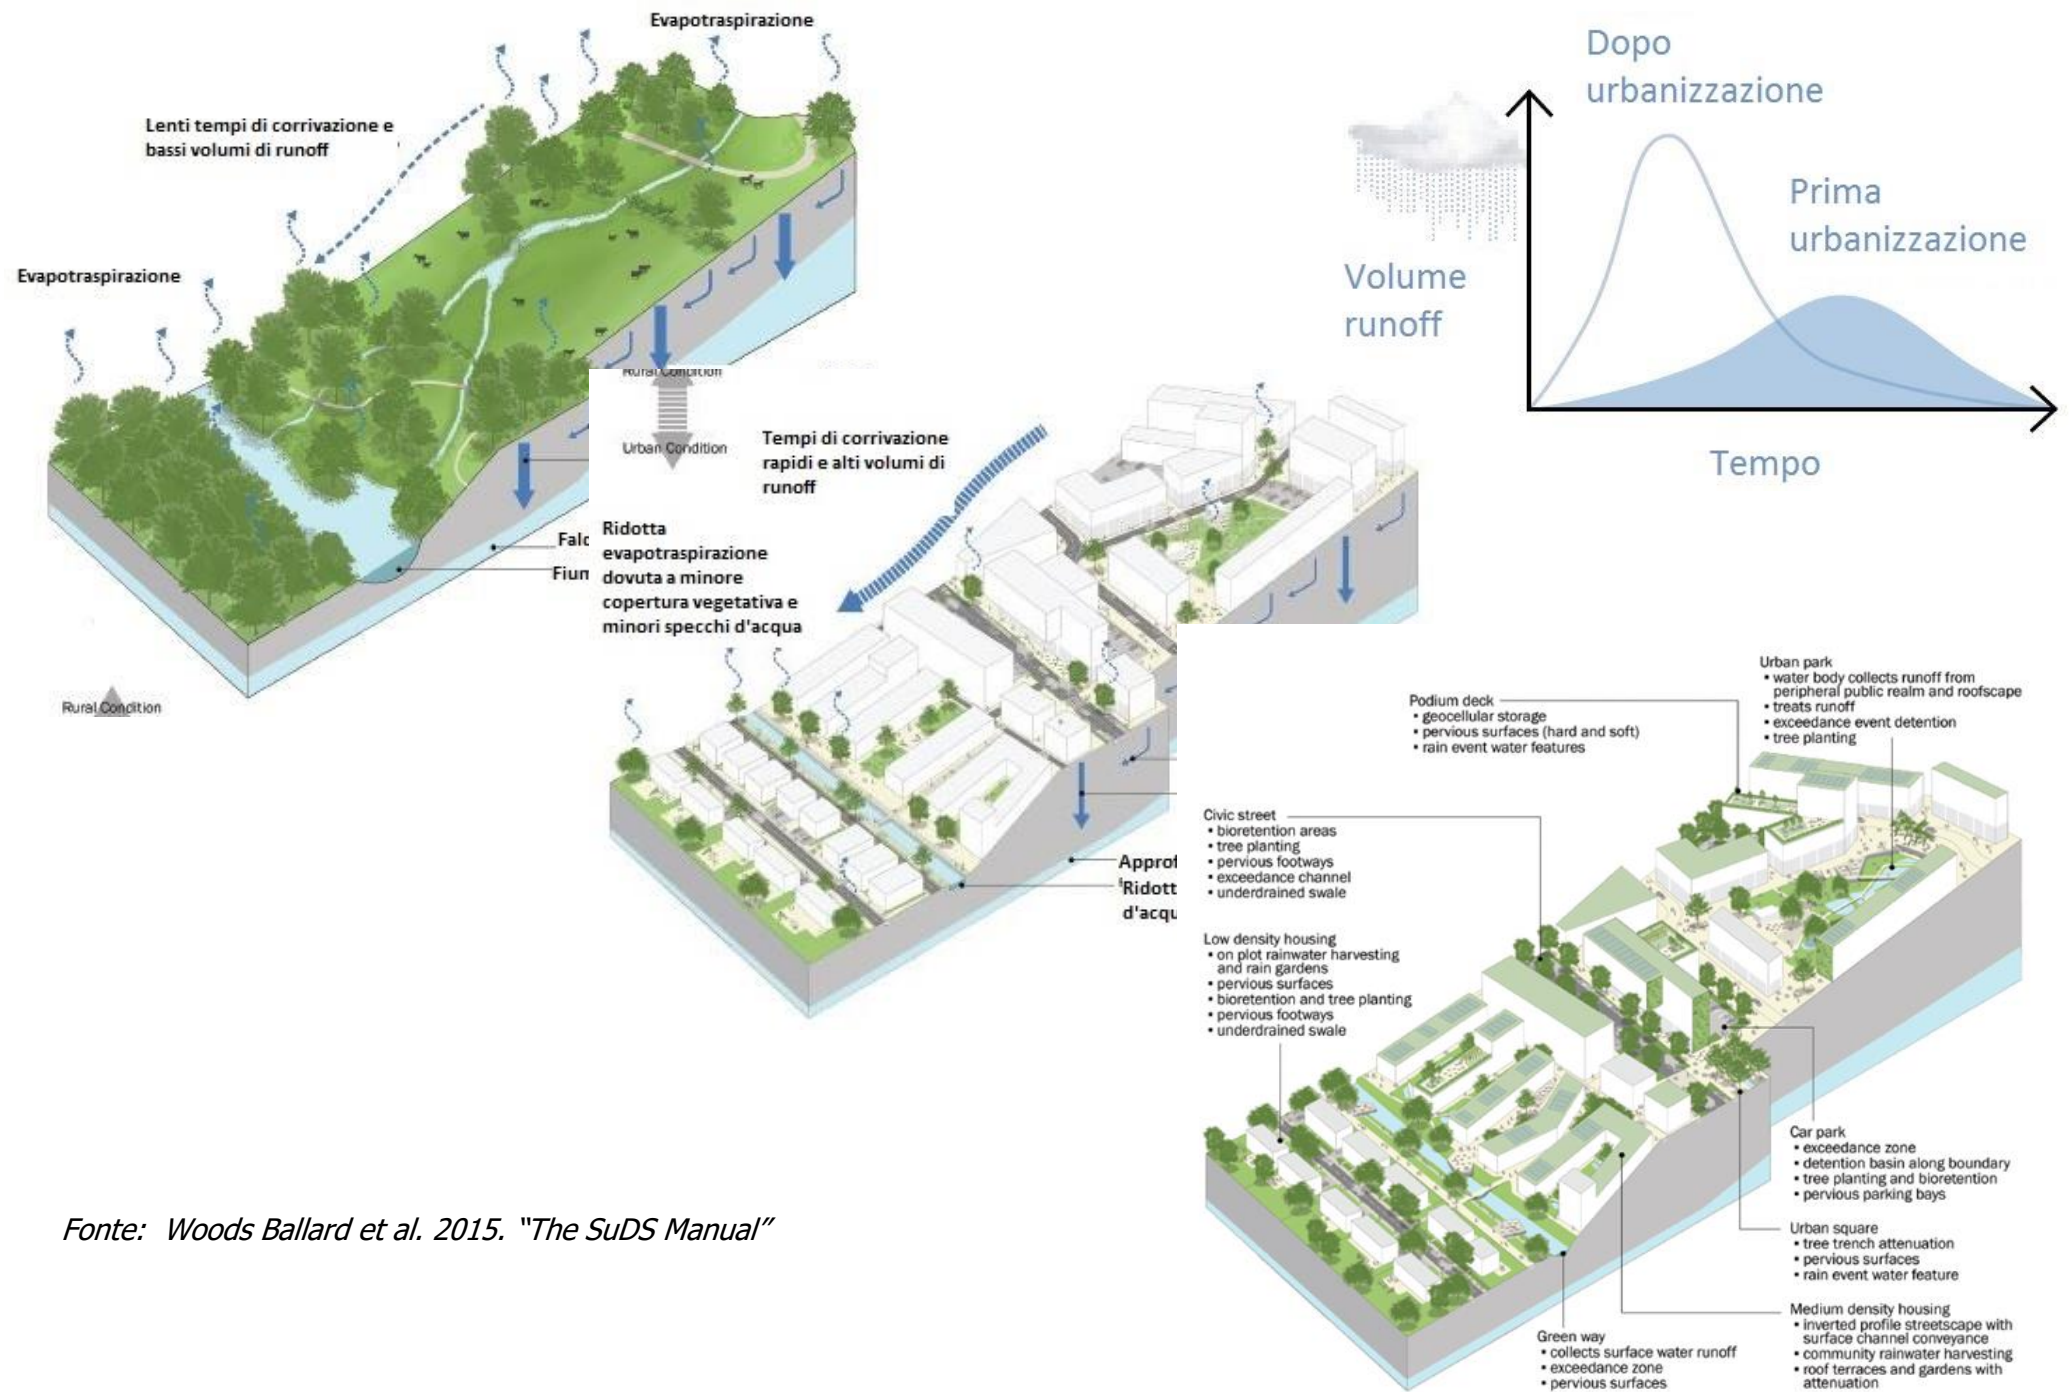 Evapotraspirazione
Lenti tempi di corrivazione e
bassi volumi di runoff
Evapotraspirazione
Rural Condition
Dopo
urbanizzazione
Prima
urbanizzazione
Volume
runoff
Tempo
Rural Condition
Urban Condition
Tempi di corrivazione
rapidi e alti volumi di
runoff
Ridotta
evapotraspirazione
dovuta a minore
copertura vegetativa e
minori specchi d'acqua
Urban park
• water body collects runoff from
peripheral public realm and roofscape
• treats runoff
• exceedance event detention
• tree planting
Podium deck
• geocellular storage
• pervious surfaces (hard and soft)
• rain event water features
Civic street
• bioretention areas
• tree planting
• pervious footways
• exceedance channel
• underdrained swale
Low density housing
• on plot rainwater harvesting
and rain gardens
• pervious surfaces
• bioretention and tree planting
• pervious footways
• underdrained swale
Car park
• exceedance zone
• detention basin along boundary
• tree planting and bioretention
• pervious parking bays
Urban square
• tree trench attenuation
• pervious surfaces
• rain event water feature
Medium density housing
• inverted profile streetscape with
surface channel conveyance
• community rainwater harvesting
• roof terraces and gardens with
attenuation
Green way
• collects surface water runoff
• exceedance zone
• pervious surfaces
Fonte: Woods Ballard et al. 2015. “The SuDS Manual”